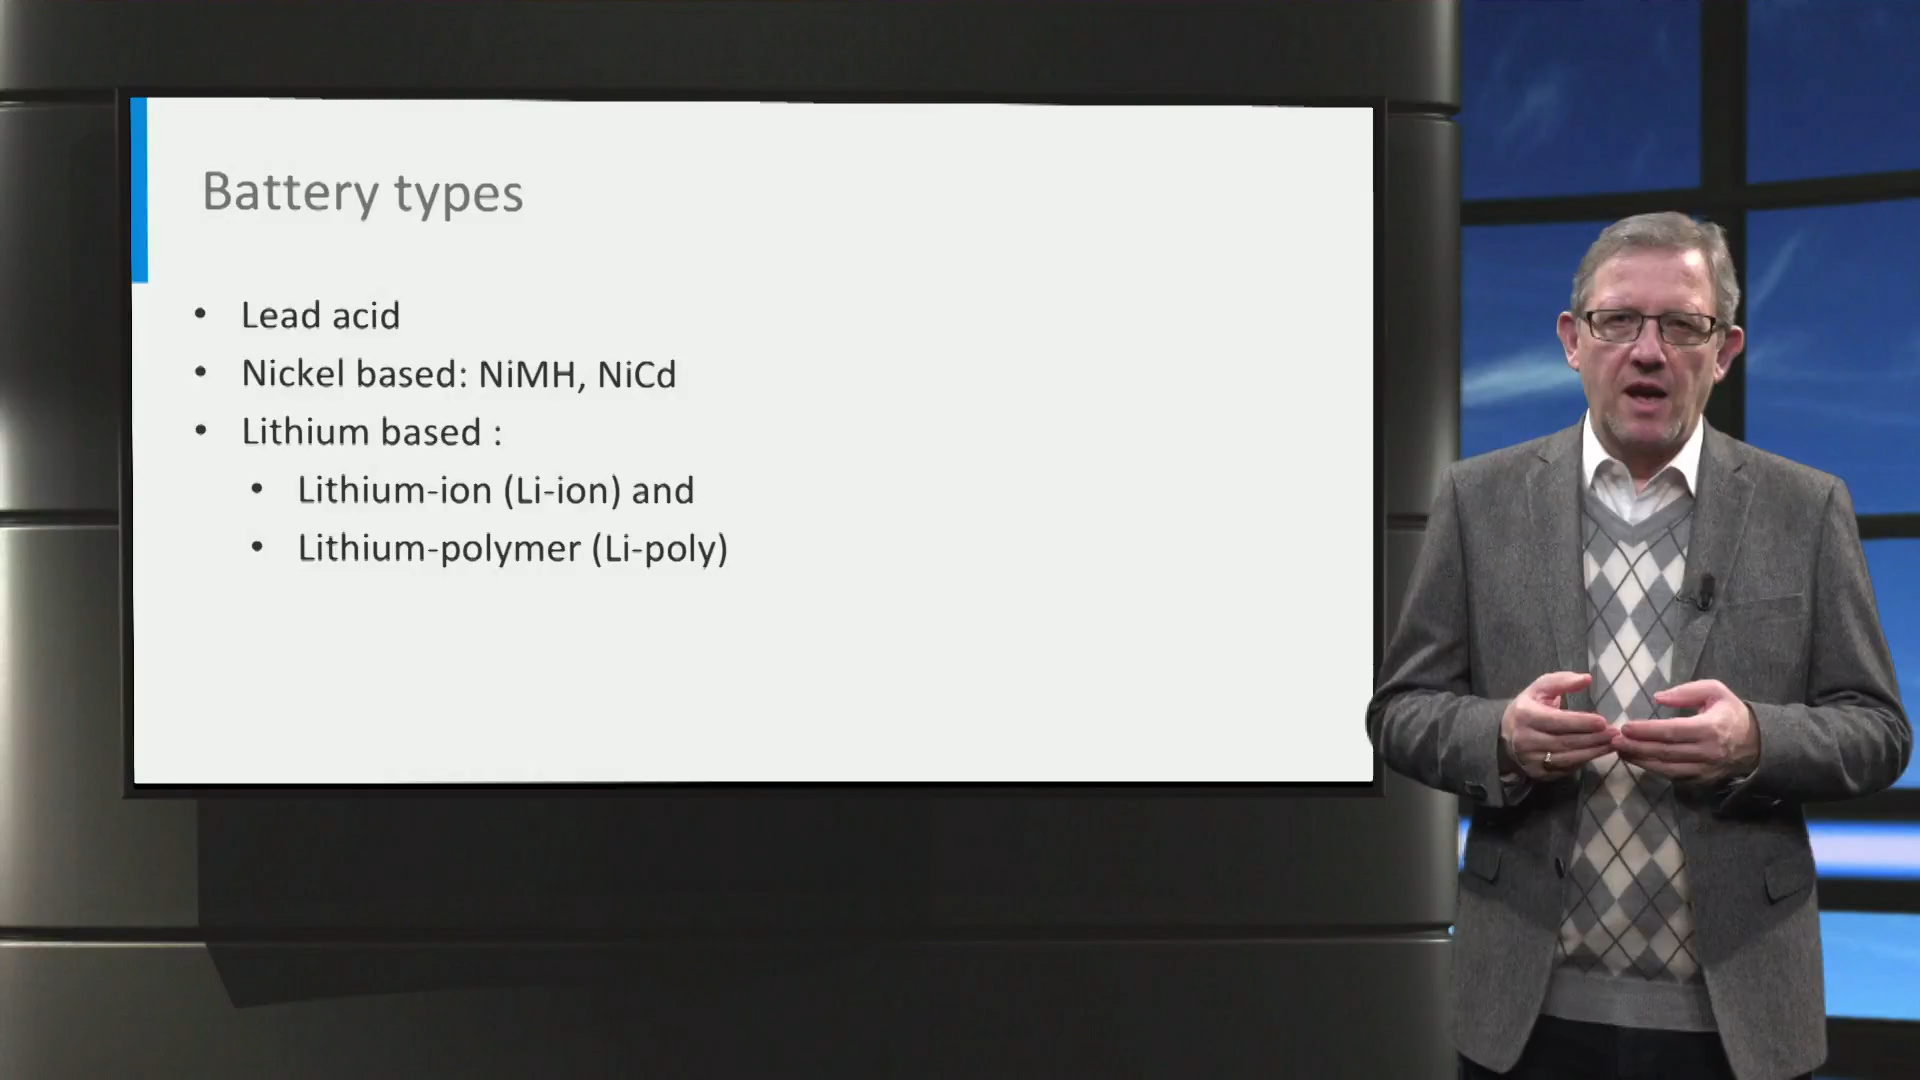 Battery types
• Lead acid
• Nickel based: NiMH, NiCd
• Lithium based :
• Lithium-ion (Li-ion) and
• Lithium-polymer (Li-poly)